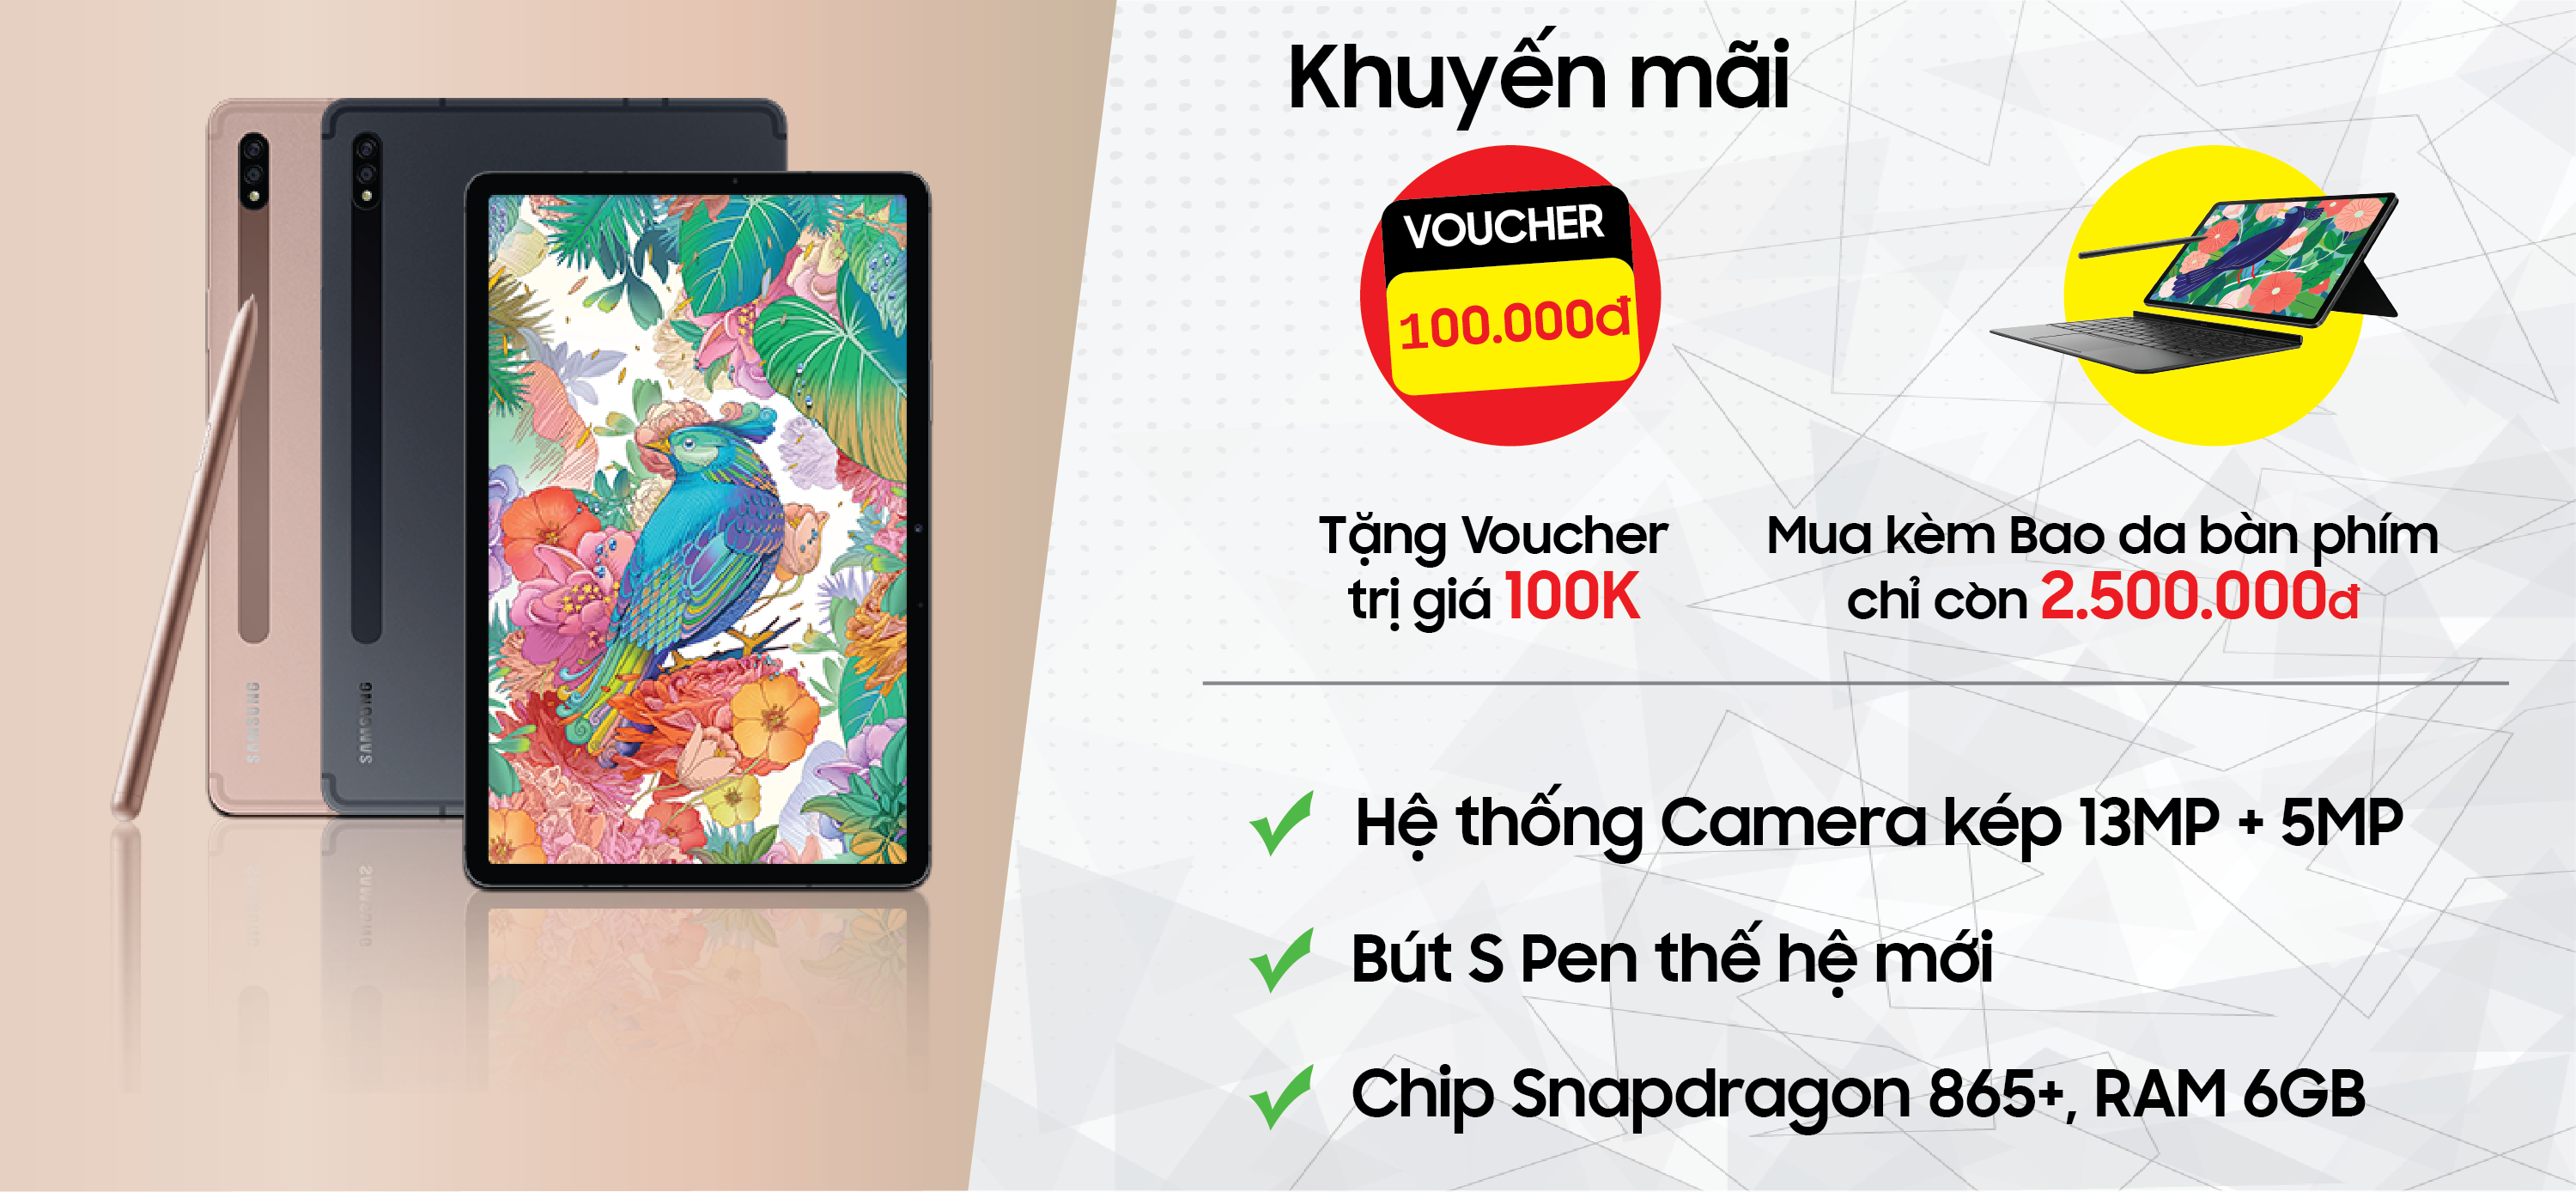 Khuyến mãi
VOUCHER
100.000đ
Tặng Voucher
trị giá 100K
Mua kèm Bao da bàn phím
chỉ còn 2.500.000đ
SAMSUNG
SAMSUNG
Hệ thống Camera kép 13MP + 5MP
Bút S Pen thế hệ mới
Chip Snapdragon 865+, RAM 6GB